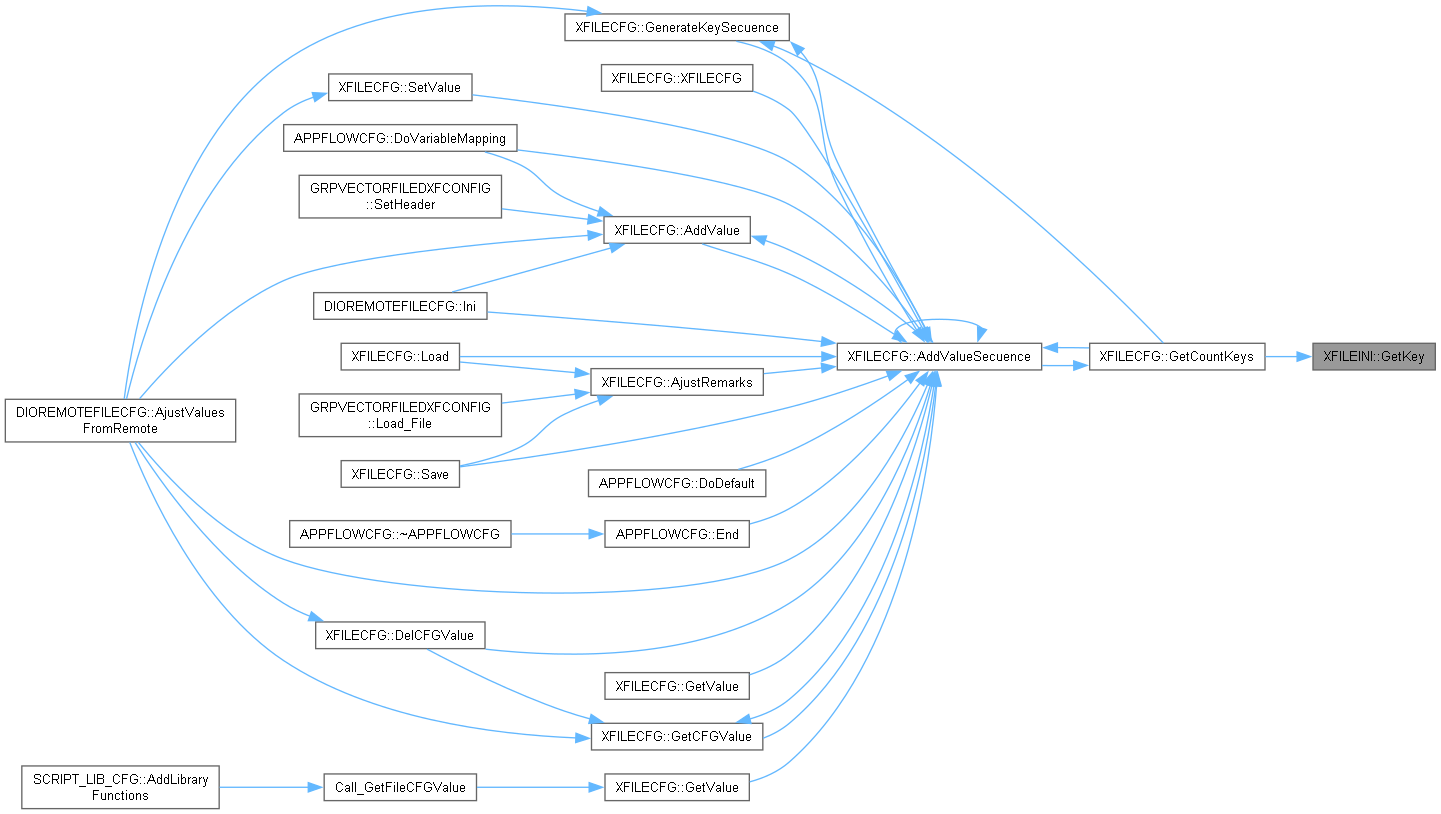 XFILECFG::GenerateKeySecuence
XFILECFG::XFILECFG
XFILECFG::SetValue
APPFLOWCFG::DoVariableMapping
GRPVECTORFILEDXFCONFIG
::SetHeader
XFILECFG::AddValue
DIOREMOTEFILECFG::Ini
XFILECFG::Load
XFILECFG::AddValueSecuence
XFILECFG::GetCountKeys
XFILEINI::GetKey
XFILECFG::AjustRemarks
GRPVECTORFILEDXFCONFIG
::Load_File
DIOREMOTEFILECFG::AjustValues
FromRemote
XFILECFG::Save
APPFLOWCFG::DoDefault
APPFLOWCFG::~APPFLOWCFG
APPFLOWCFG::End
XFILECFG::DelCFGValue
XFILECFG::GetValue
XFILECFG::GetCFGValue
SCRIPT_LIB_CFG::AddLibrary
Functions
Call_GetFileCFGValue
XFILECFG::GetValue